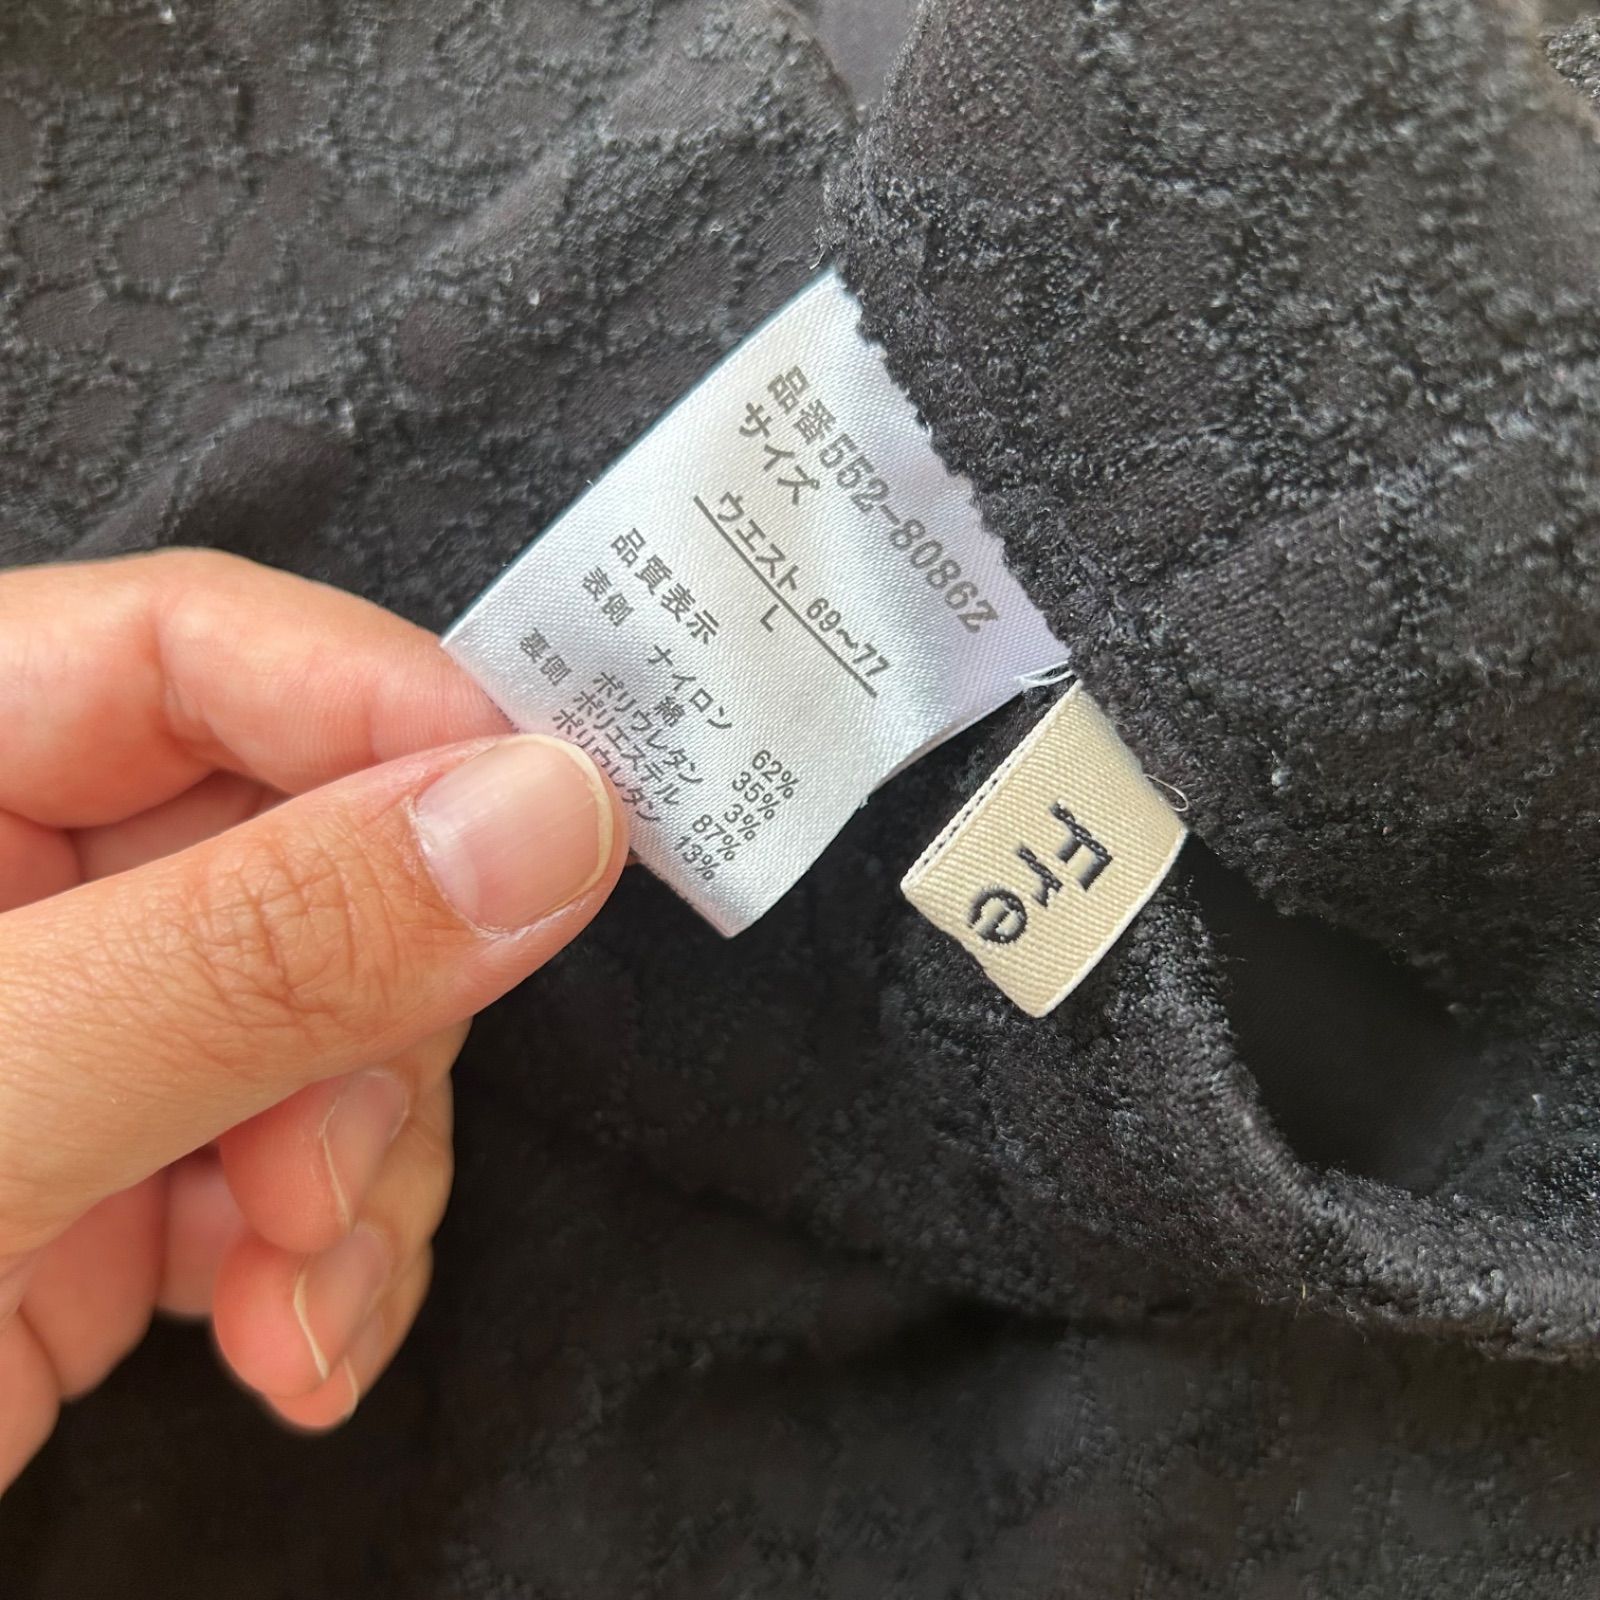 品番552-80862
サイズ
ウエスト 69～77
L
品質表示
表側 ナイロン 62%
綿 35%
ポリウレタン 3%
裏側 ポリエステル 87%
ポリウレタン 13%